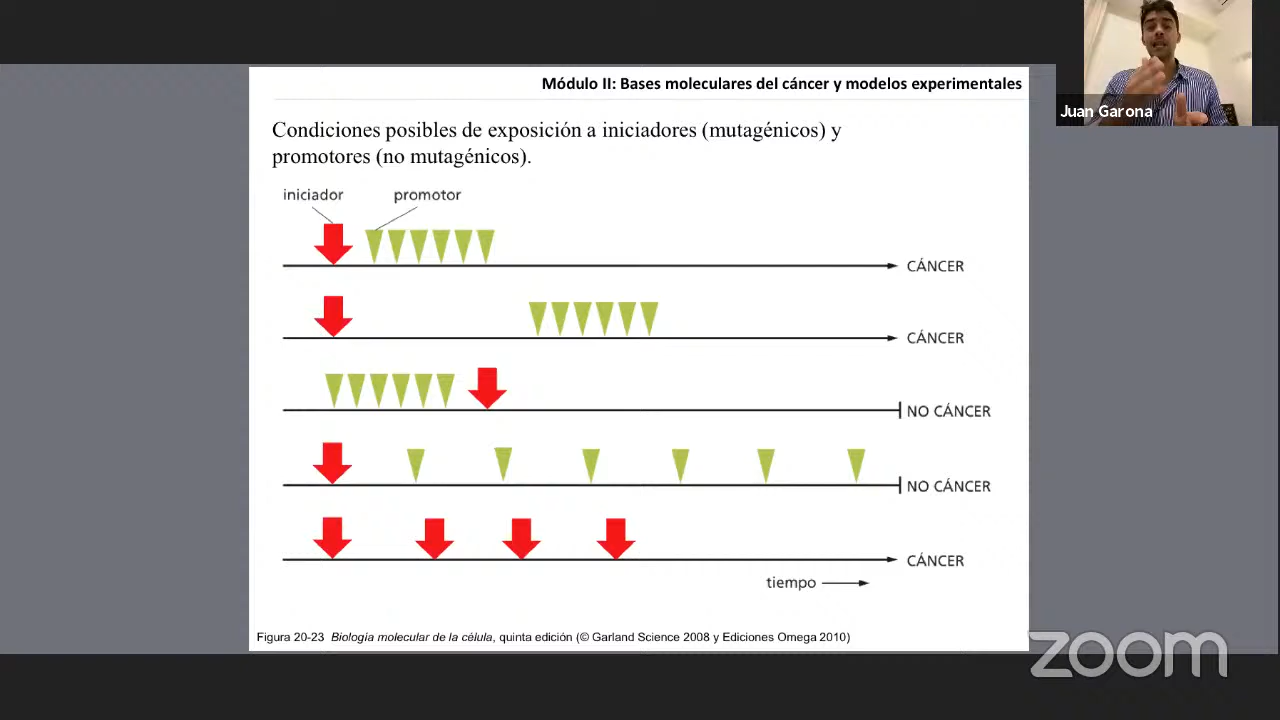 Módulo II: Bases moleculares del cáncer y modelos experimentales
Juan Garona
Condiciones posibles de exposición a iniciadores (mutagénicos) y
promotores (no mutagénicos).
iniciador promotor
CÁNCER
CÁNCER
NO CÁNCER
NO CÁNCER
CÁNCER
tiempo
Figura 20-23 Biología molecular de la célula, quinta edición (© Garland Science 2008 y Ediciones Omega 2010)
zoom